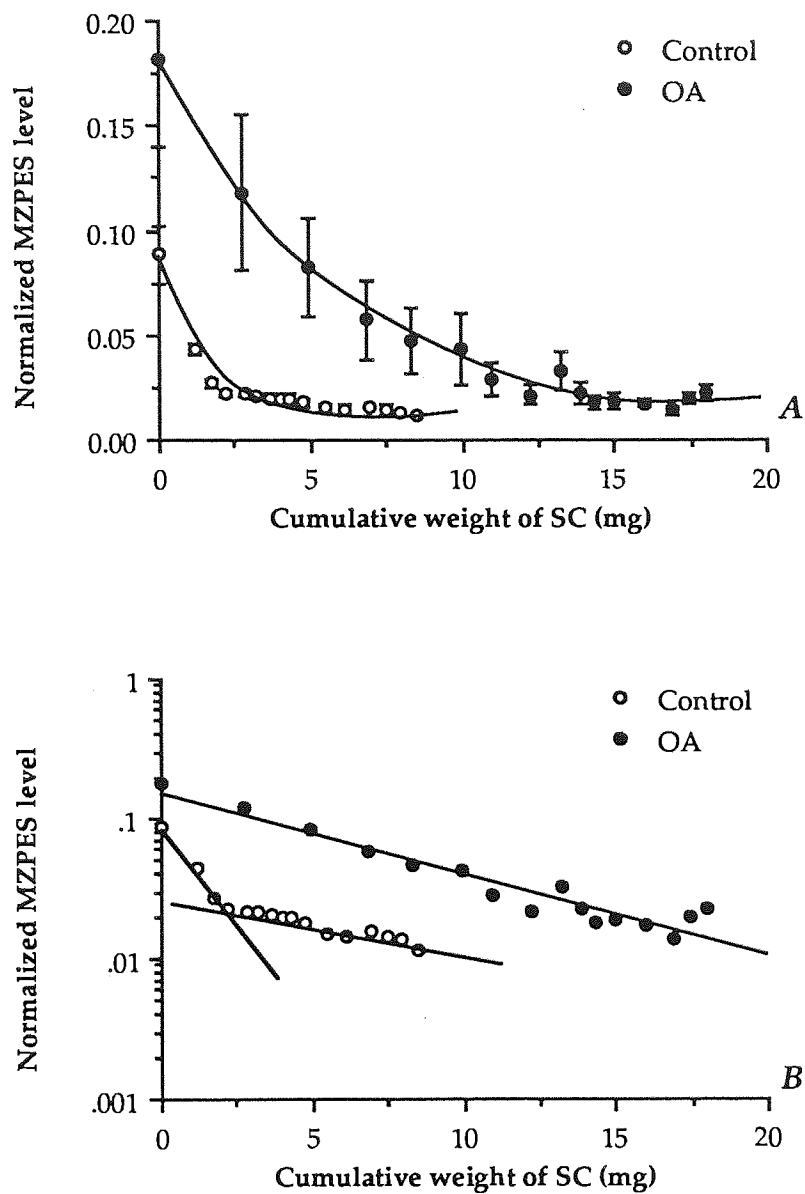 Normalized MZPES level
0.20
0.15
0.10
0.05
0.00
Control
OA
A
0
5
10
15
20
Cumulative weight of SC (mg)
Normalized MZPES level
1
.1
.01
.001
Control
OA
B
0
5
10
15
20
Cumulative weight of SC (mg)